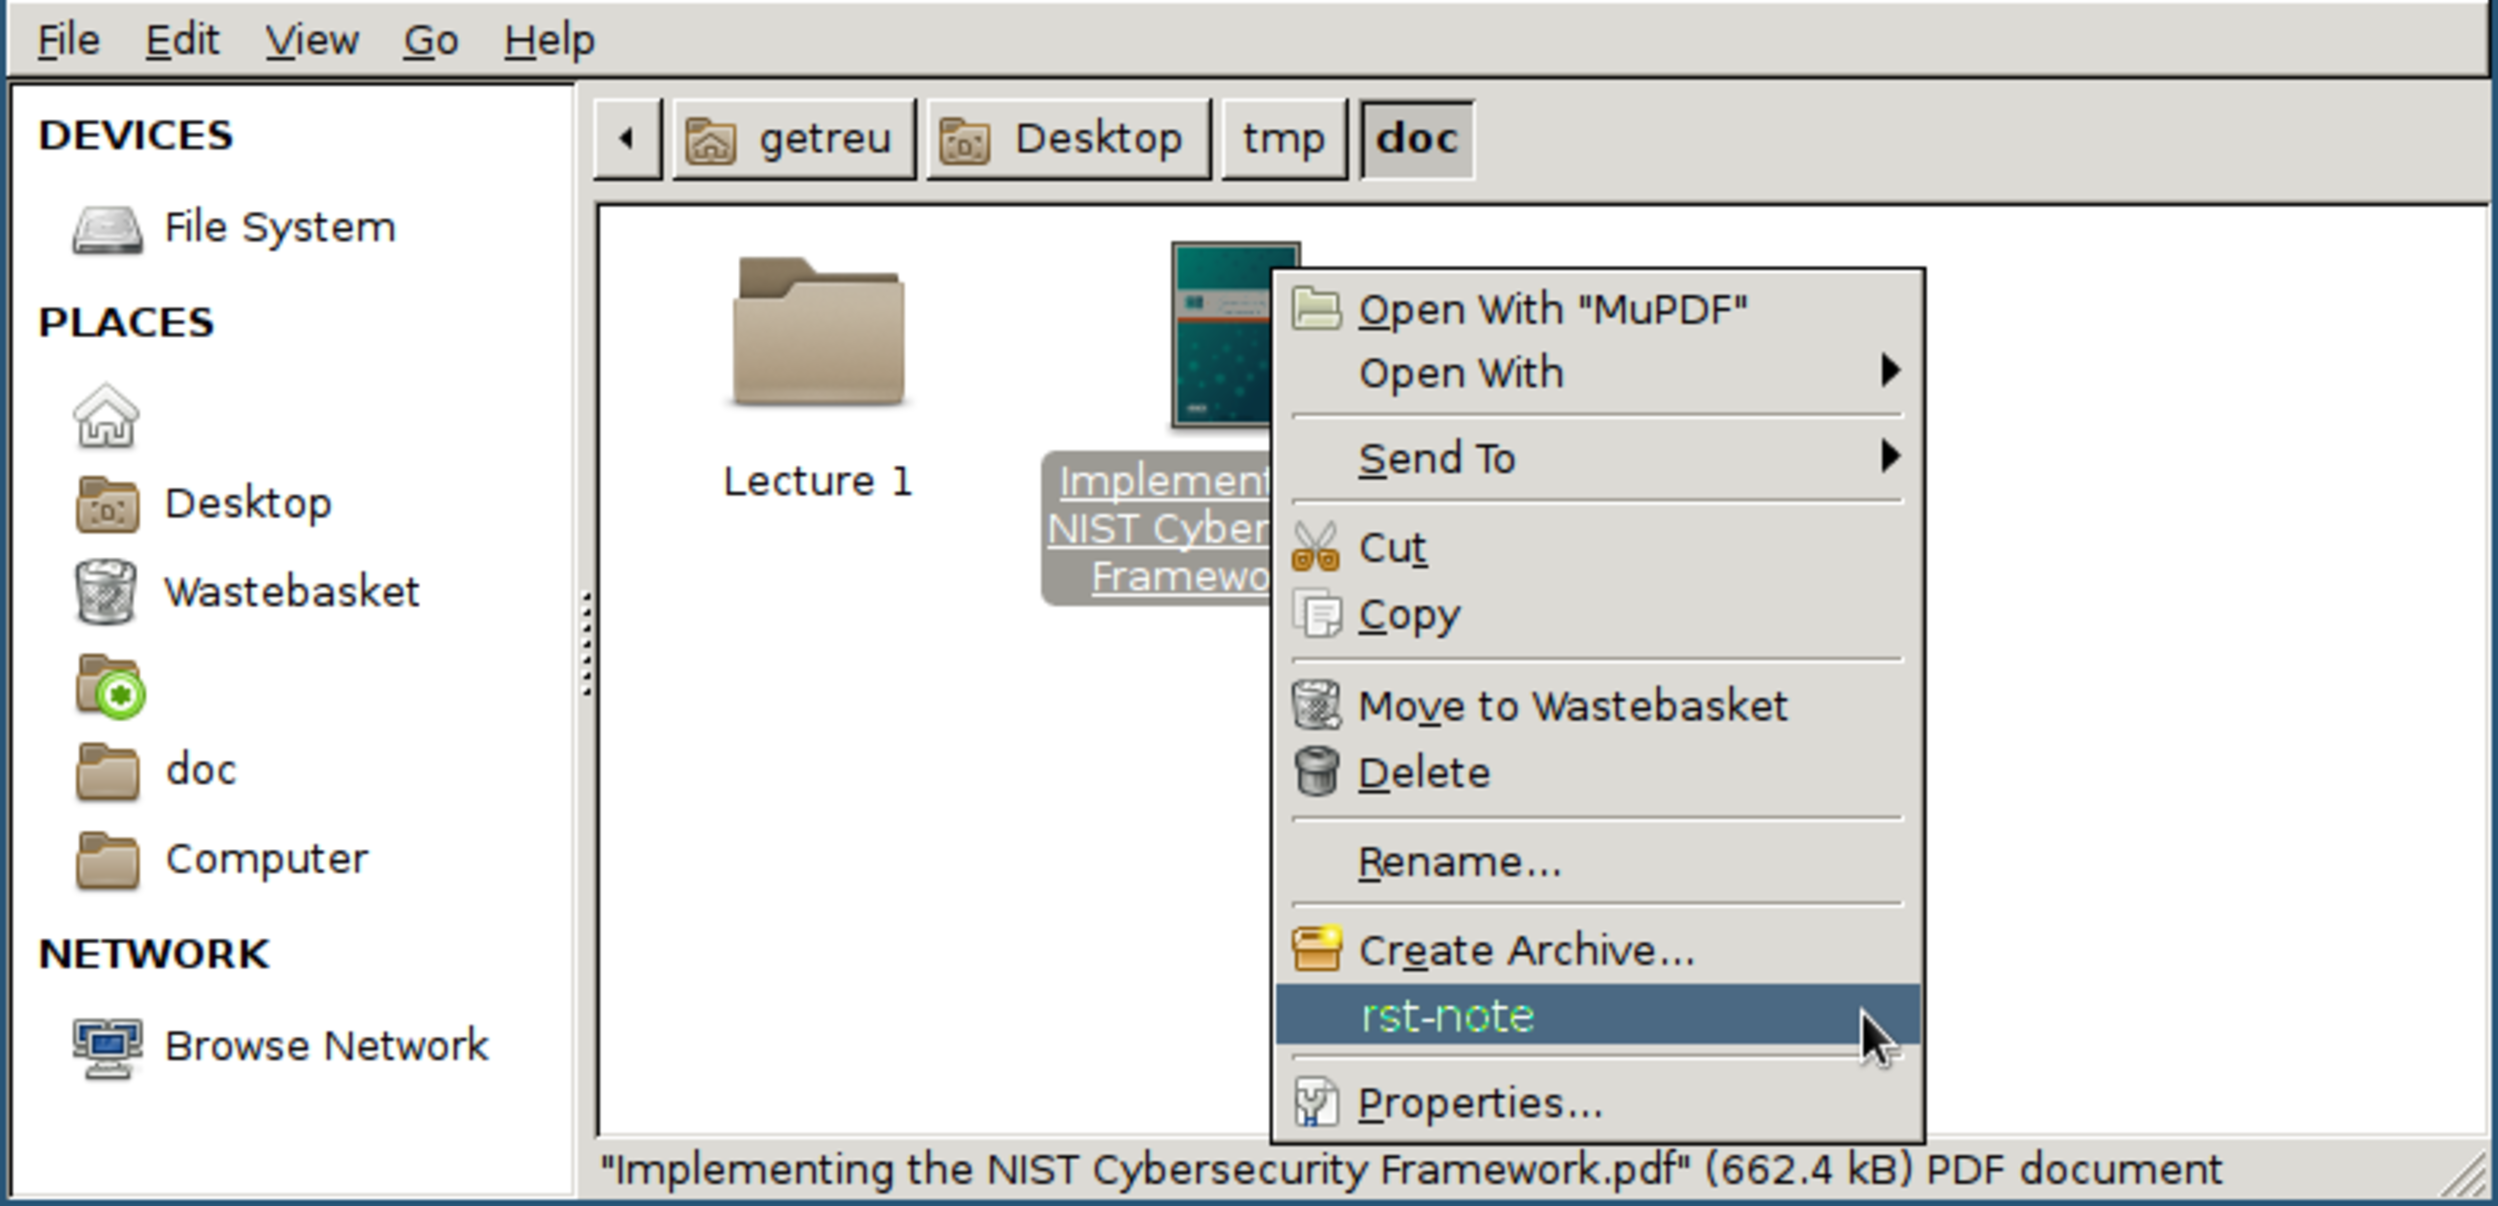 File Edit View Go Help
DEVICES
File System
PLACES
Desktop
Wastebasket
doc
Computer
NETWORK
Browse Network
getreu Desktop tmp doc
Lecture 1
Implement
NIST Cyber
Framewo
Open With "MuPDF"
Open With
Send To
Cut
Copy
Move to Wastebasket
Delete
Rename...
Create Archive...
rst-note
Properties...
"Implementing the NIST Cybersecurity Framework.pdf" (662.4 kB) PDF document